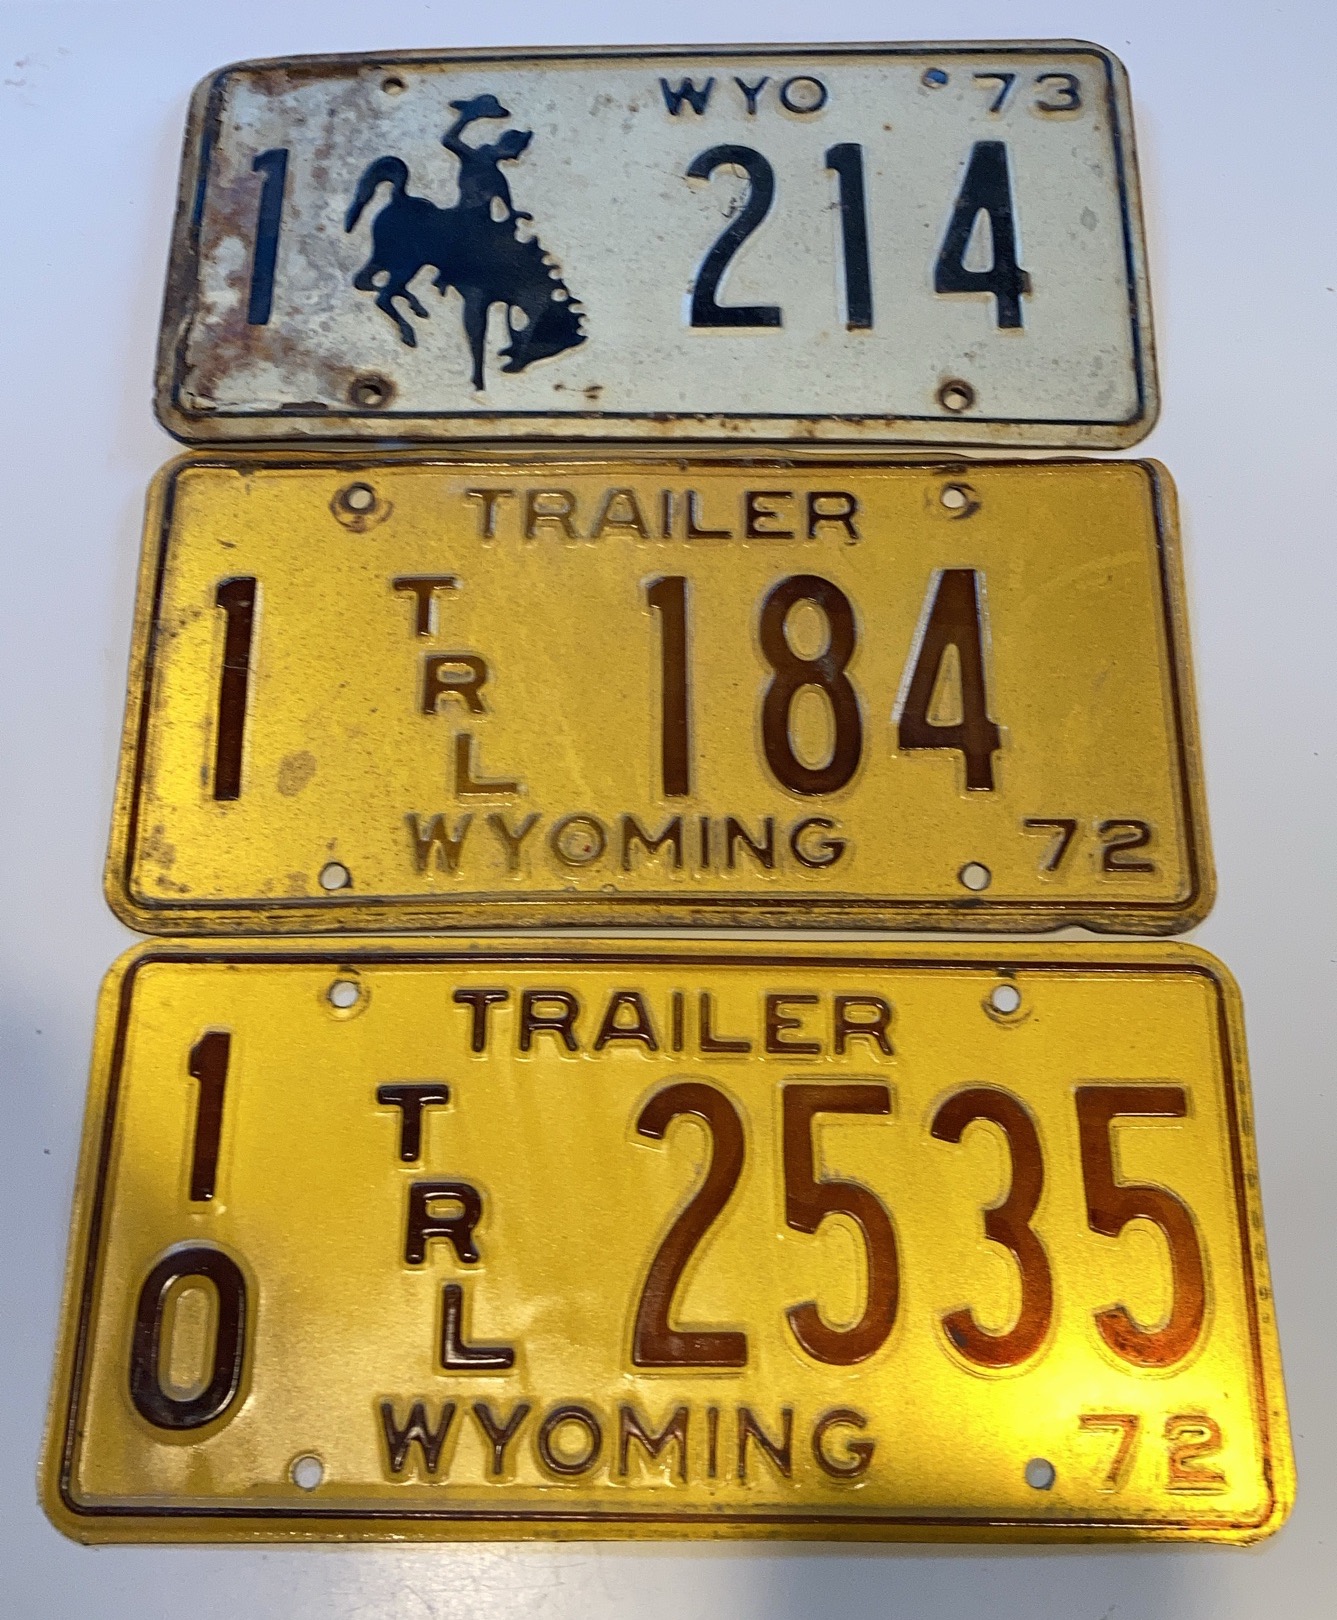 WYO 73
1 214
TRAILER
1 TRL 184
WYOMING 72
TRAILER
10 TRL 2535
WYOMING 72